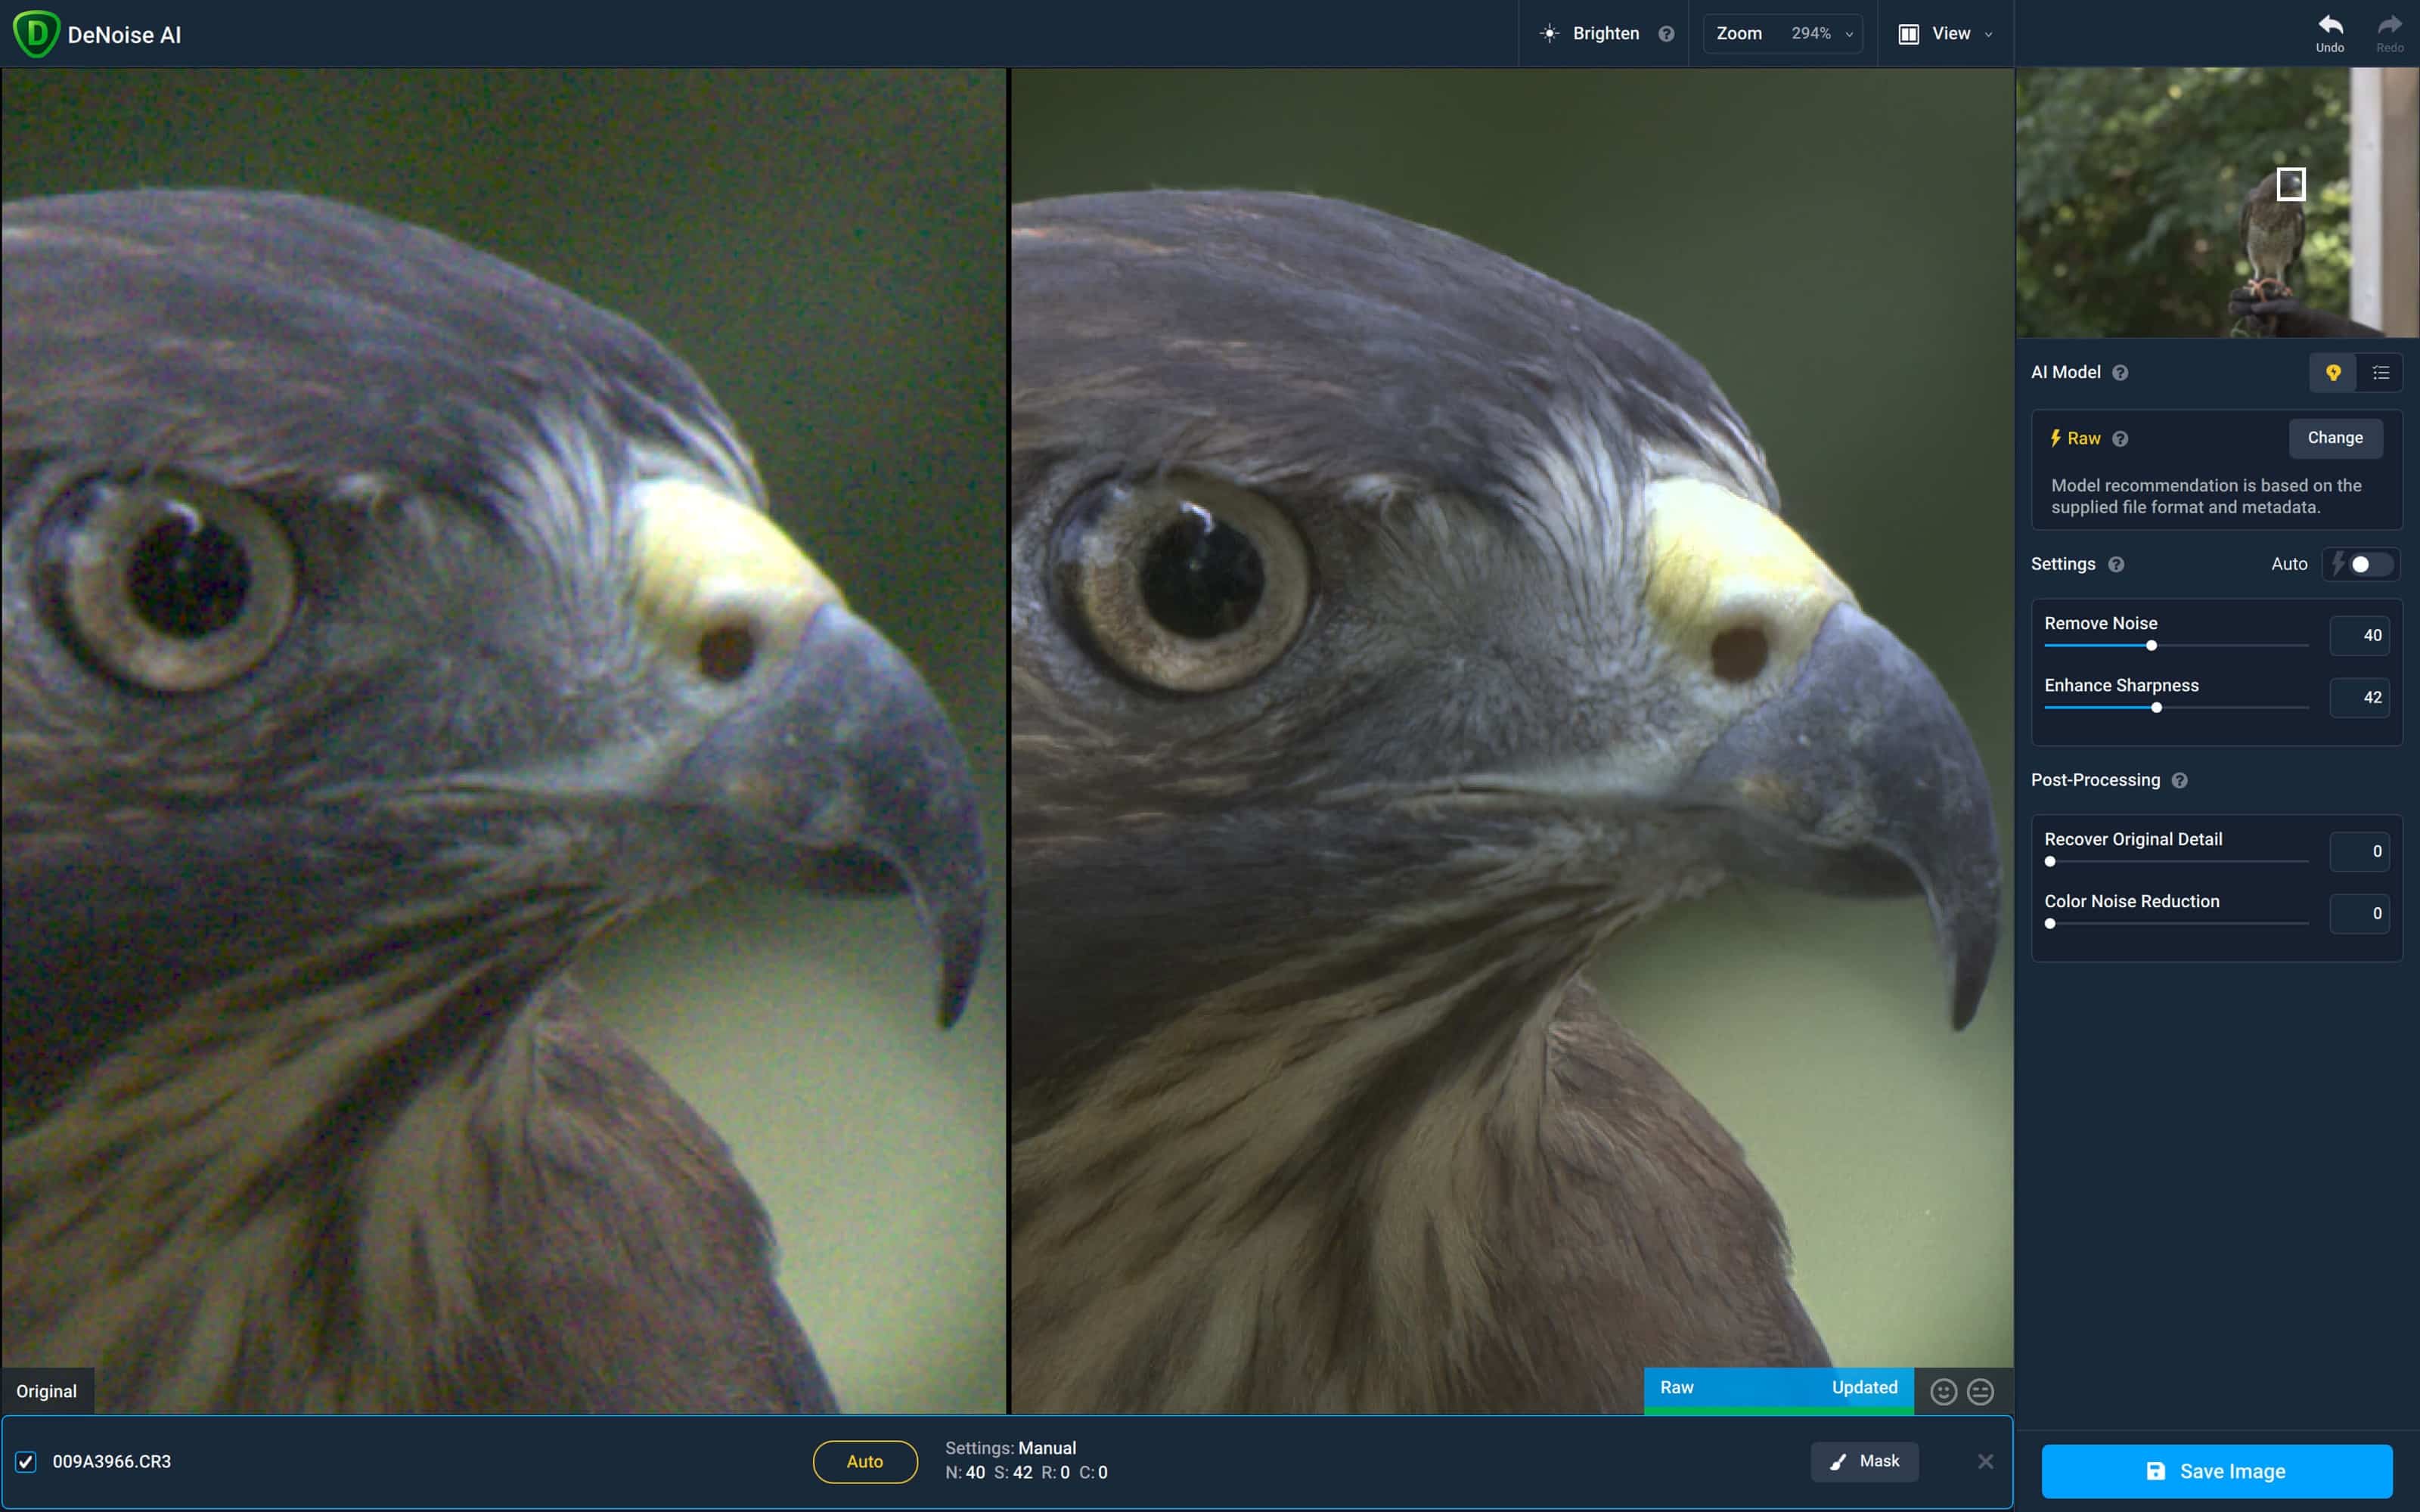 D DeNoise AI
Brighten ?
Zoom 294%
View
Undo
Redo
AI Model ?
Raw ?
Change
Model recommendation is based on the
supplied file format and metadata.
Settings ?
Auto
Remove Noise
40
Enhance Sharpness
42
Post-Processing ?
Recover Original Detail
0
Color Noise Reduction
0
Original
Raw Updated
009A3966.CR3
Auto
Settings: Manual
N: 40 S: 42 R: 0 C: 0
Mask
Save Image